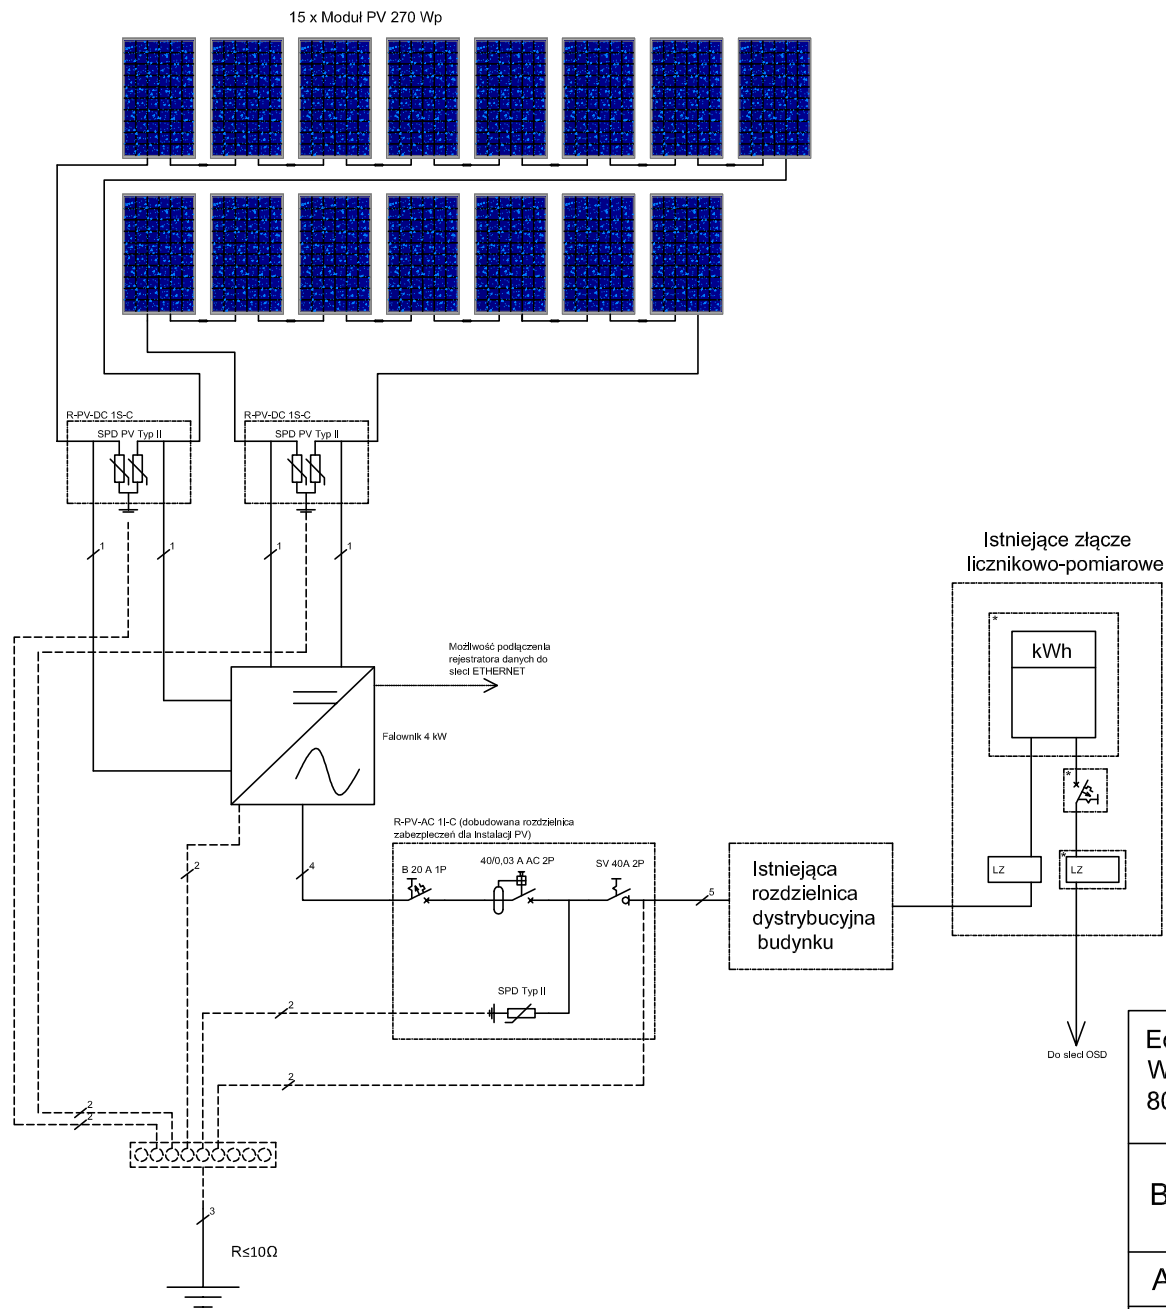 15 x Moduł PV 270 Wp
R-PV-DC 1S-C
SPD PV Typ II
R-PV-DC 1S-C
SPD PV Typ II
1
1
1
1
Istniejące złącze
licznikowo-pomiarowe
*
kWh
Możliwość podłączenia
rejestratora danych do
sieci ETHERNET
Falownik 4 kW
*
R-PV-AC 1I-C (dobudowana rozdzielnica
zabezpieczeń dla Instalacji PV)
2
4
B 20 A 1P
40/0,03 A AC 2P
SV 40A 2P
5
Istniejąca
rozdzielnica
dystrybucyjna
budynku
LZ
*
LZ
SPD Typ II
2
Do sieci OSD
2
2
2
3
R≤10Ω
80
B
A